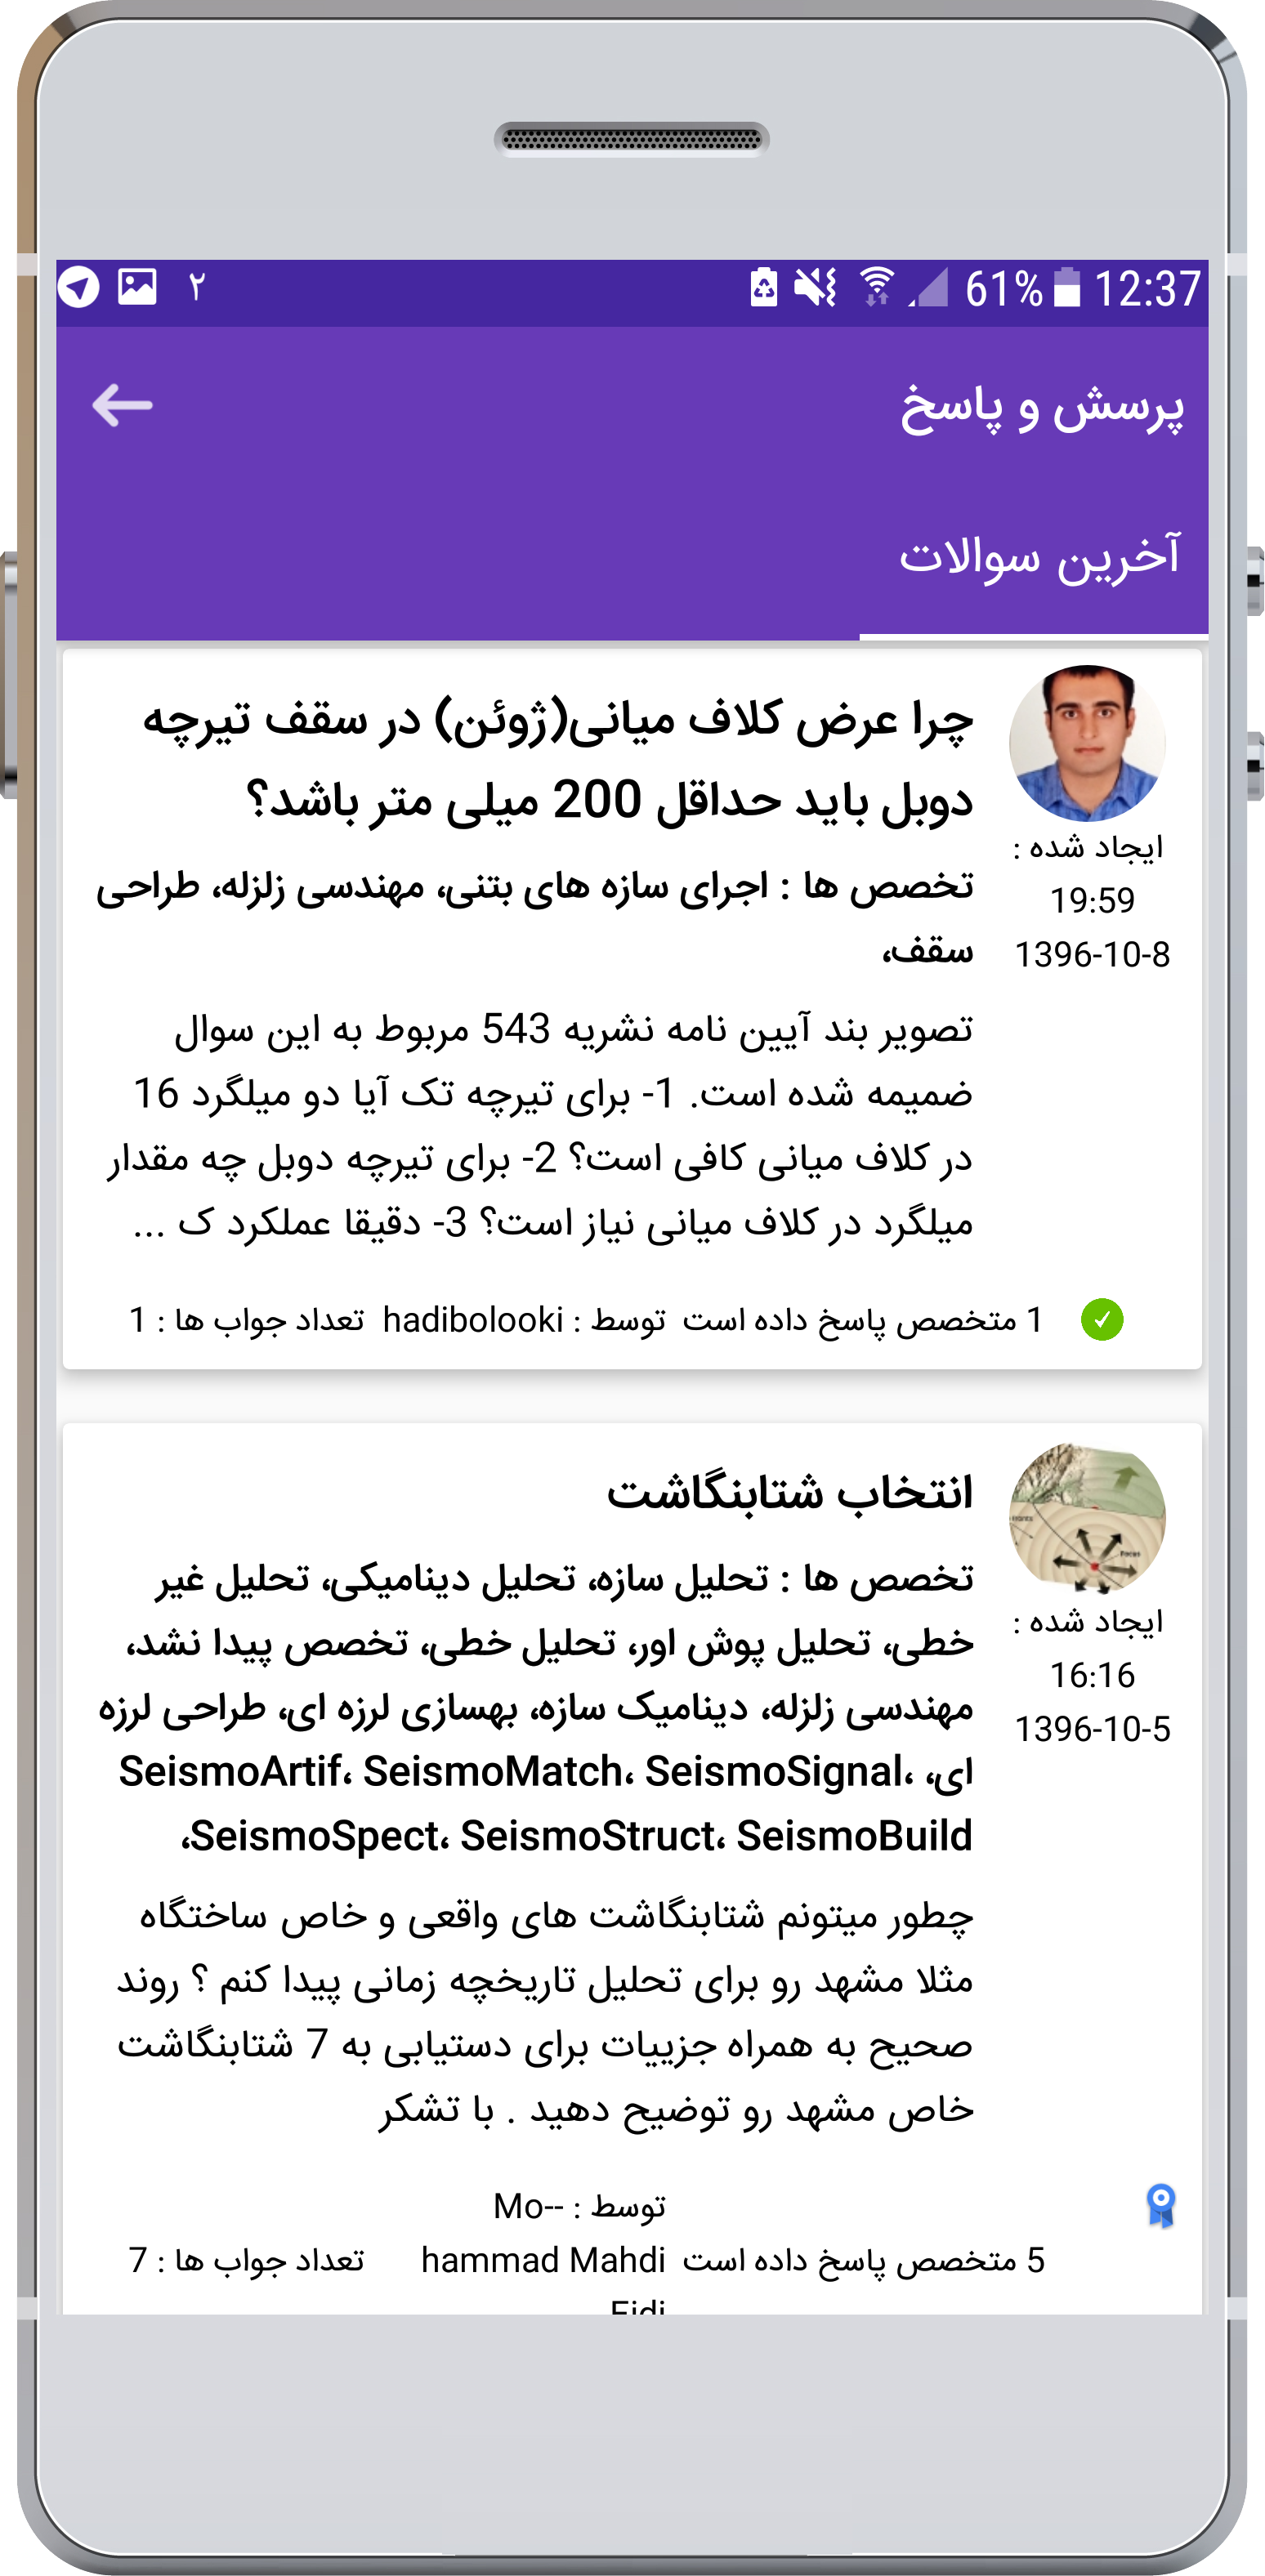 ۲ 61% 12:37
پرسش و پاسخ
آخرین سوالات
چرا عرض کلاف میانی(ژوئن) در سقف تیرچه
دوبل باید حداقل 200 میلی متر باشد؟
تخصص ها : اجرای سازه های بتنی، مهندسی زلزله، طراحی
سقف،
تصویر بند آیین نامه نشریه 543 مربوط به این سوال
ضمیمه شده است. 1- برای تیرچه تک آیا دو میلگرد 16
در کلاف میانی کافی است؟ 2- برای تیرچه دوبل چه مقدار
میلگرد در کلاف میانی نیاز است؟ 3- دقیقا عملکرد ک ...
ایجاد شده :
19:59
1396-10-8
1 متخصص پاسخ داده است توسط : hadibolooki تعداد جواب ها : 1
انتخاب شتابنگاشت
تخصص ها : تحلیل سازه، تحلیل دینامیکی، تحلیل غیر
خطی، تحلیل پوش اور، تحلیل خطی، تخصص پیدا نشد،
مهندسی زلزله، دینامیک سازه، بهسازی لرزه ای، طراحی لرزه
ای، SeismoArtif، SeismoMatch، SeismoSignal،
SeismoSpect، SeismoStruct، SeismoBuild،
چطور میتونم شتابنگاشت های واقعی و خاص ساختگاه
مثلا مشهد رو برای تحلیل تاریخچه زمانی پیدا کنم ؟ روند
صحیح به همراه جزییات برای دستیابی به 7 شتابنگاشت
خاص مشهد رو توضیح دهید . با تشکر
ایجاد شده :
16:16
1396-10-5
توسط : Mo--
5 متخصص پاسخ داده است hammad Mahdi تعداد جواب ها : 7